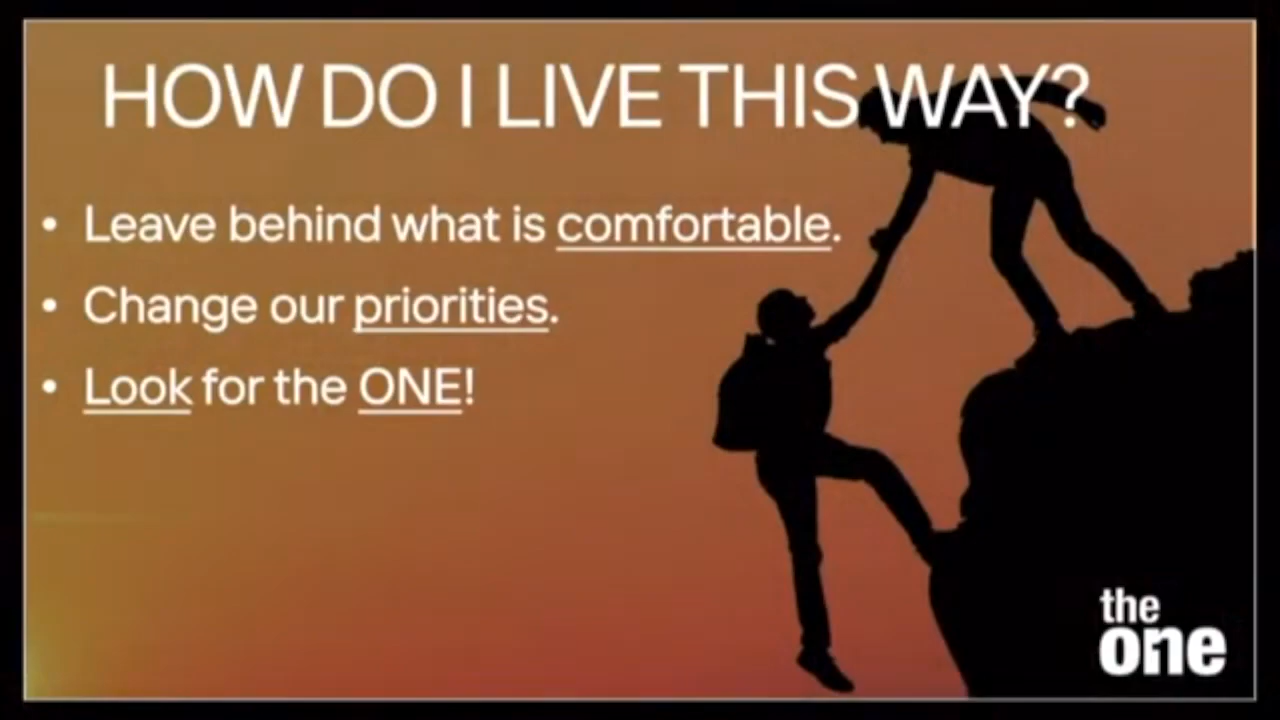 HOW DO I LIVE THIS WAY?
• Leave behind what is comfortable.
• Change our priorities.
• Look for the ONE!
the
one